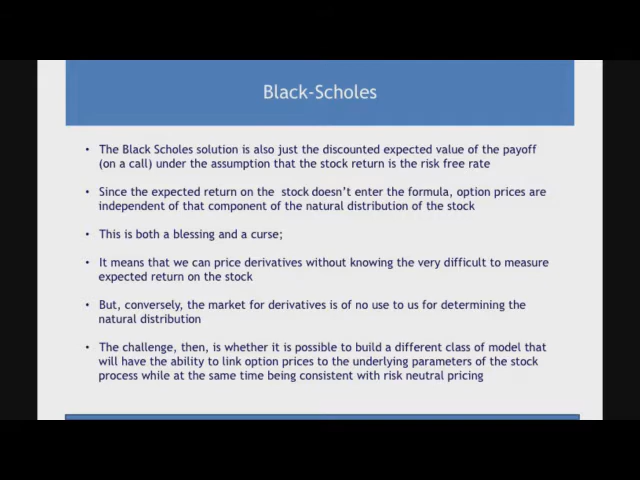 Black-Scholes
• The Black Scholes solution is also just the discounted expected value of the payoff
(on a call) under the assumption that the stock return is the risk free rate
• Since the expected return on the stock doesn't enter the formula, option prices are
independent of that component of the natural distribution of the stock
• This is both a blessing and a curse;
• It means that we can price derivatives without knowing the very difficult to measure
expected return on the stock
• But, conversely, the market for derivatives is of no use to us for determining the
natural distribution
• The challenge, then, is whether it is possible to build a different class of model that
will have the ability to link option prices to the underlying parameters of the stock
process while at the same time being consistent with risk neutral pricing